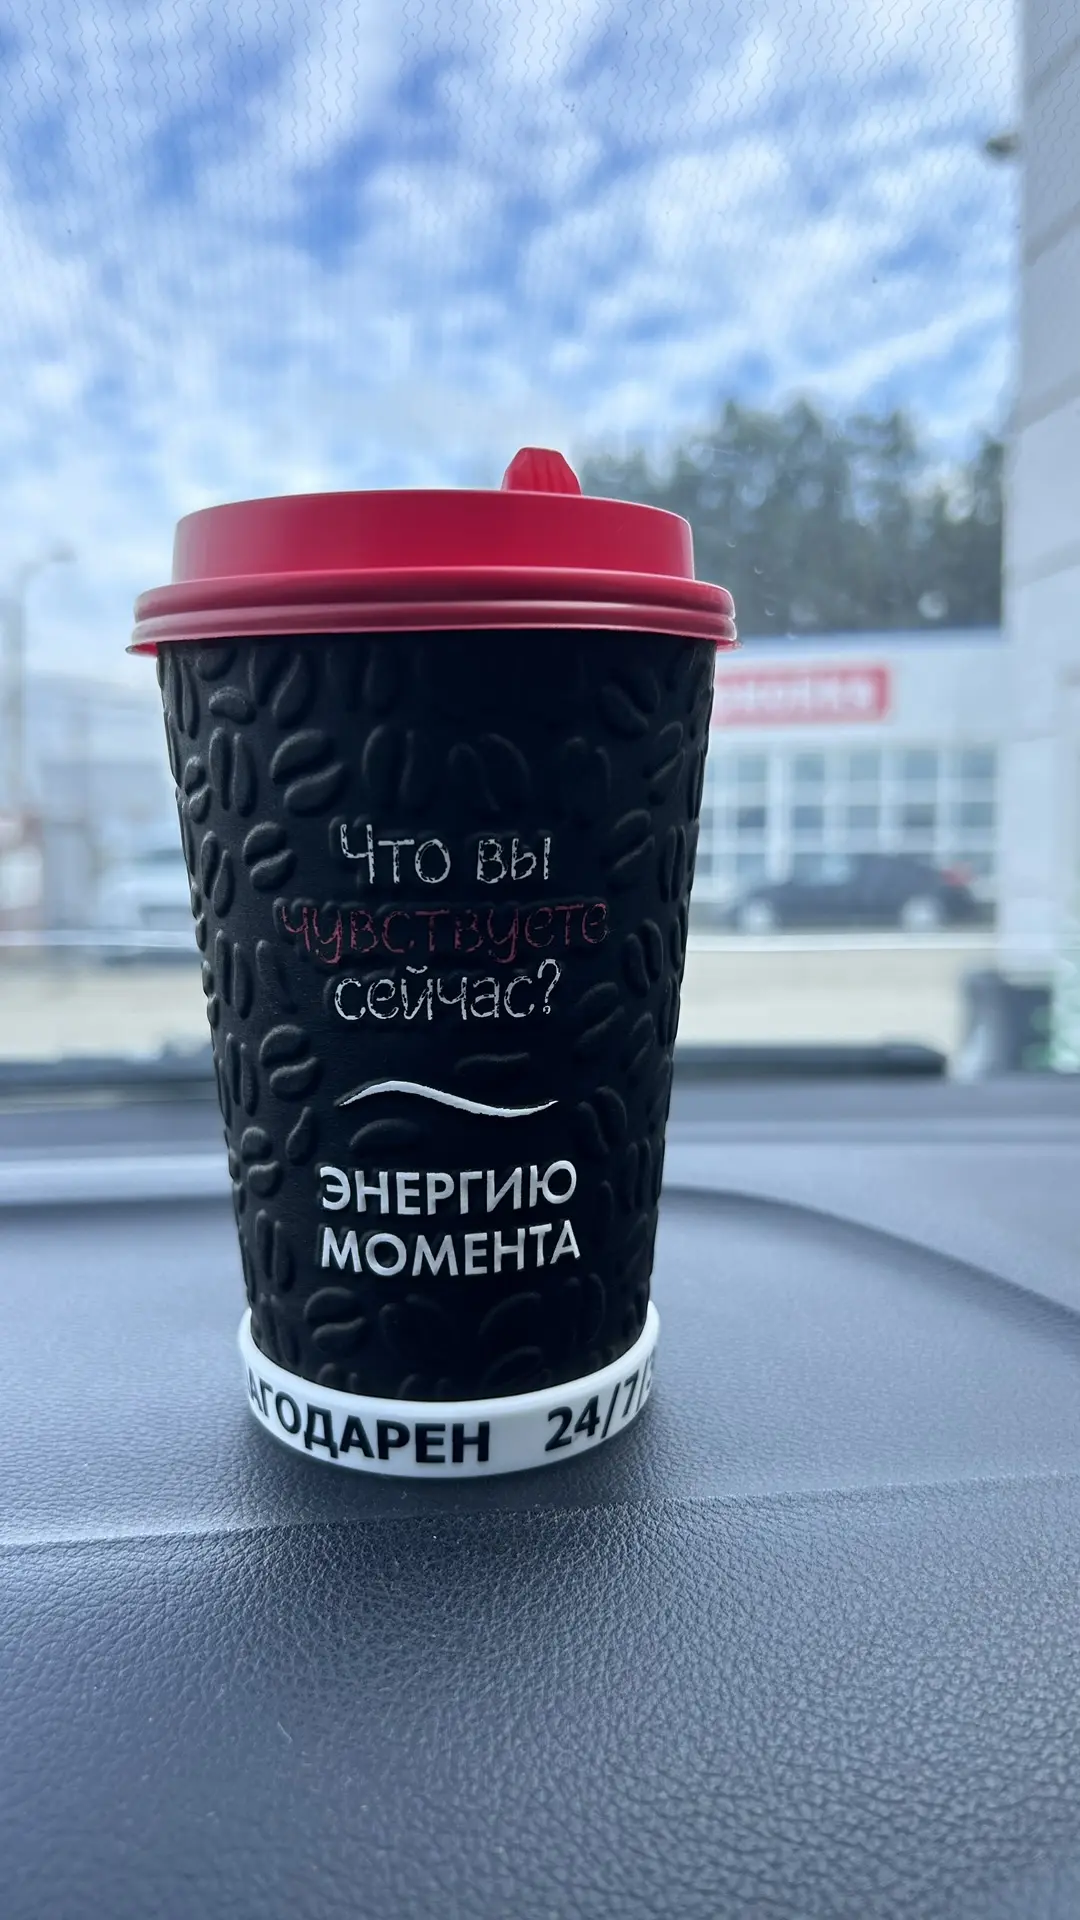 Что вы
чувствуете
сейчас?
ЭНЕРГИЮ
МОМЕНТА
АГОДАРЕН 24/7/